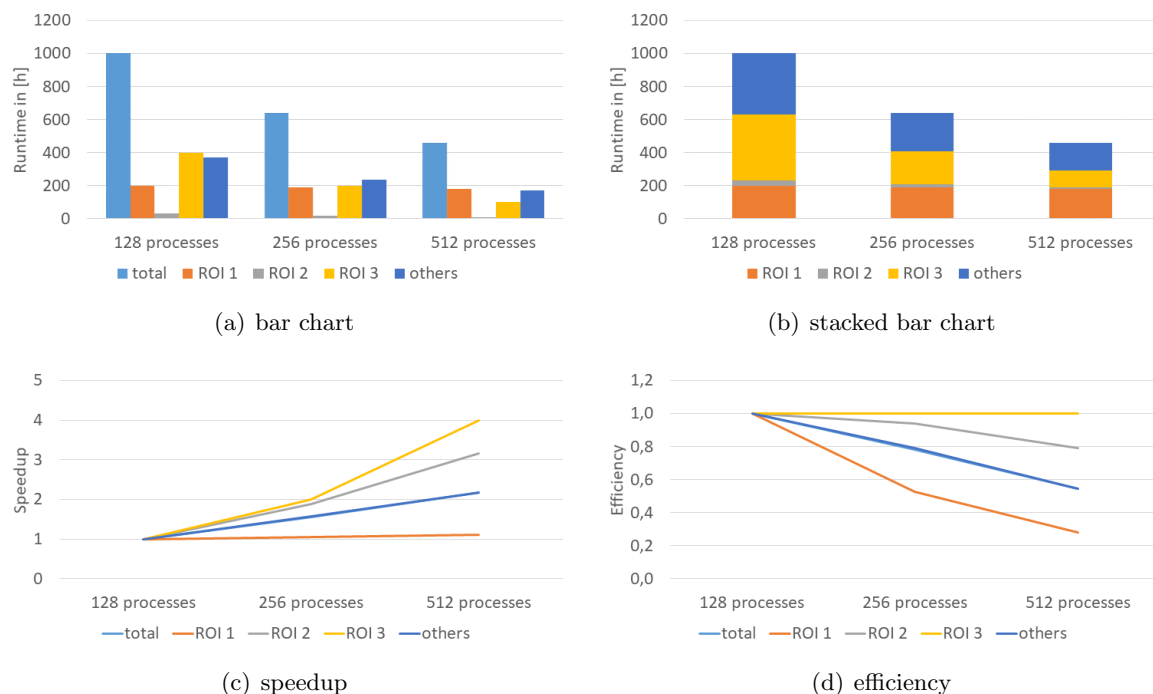 1200
1000
800
600
400
200
0
Runtime in [h]
128 processes 256 processes 512 processes
total ROI 1 ROI 2 ROI 3 others
(a) bar chart
1200
1000
800
600
400
200
0
Runtime in [h]
128 processes 256 processes 512 processes
ROI 1 ROI 2 ROI 3 others
(b) stacked bar chart
5
4
3
2
1
0
Speedup
128 processes 256 processes 512 processes
total ROI 1 ROI 2 ROI 3 others
(c) speedup
1,2
1,0
0,8
0,6
0,4
0,2
0,0
Efficiency
128 processes 256 processes 512 processes
total ROI 1 ROI 2 ROI 3 others
(d) efficiency